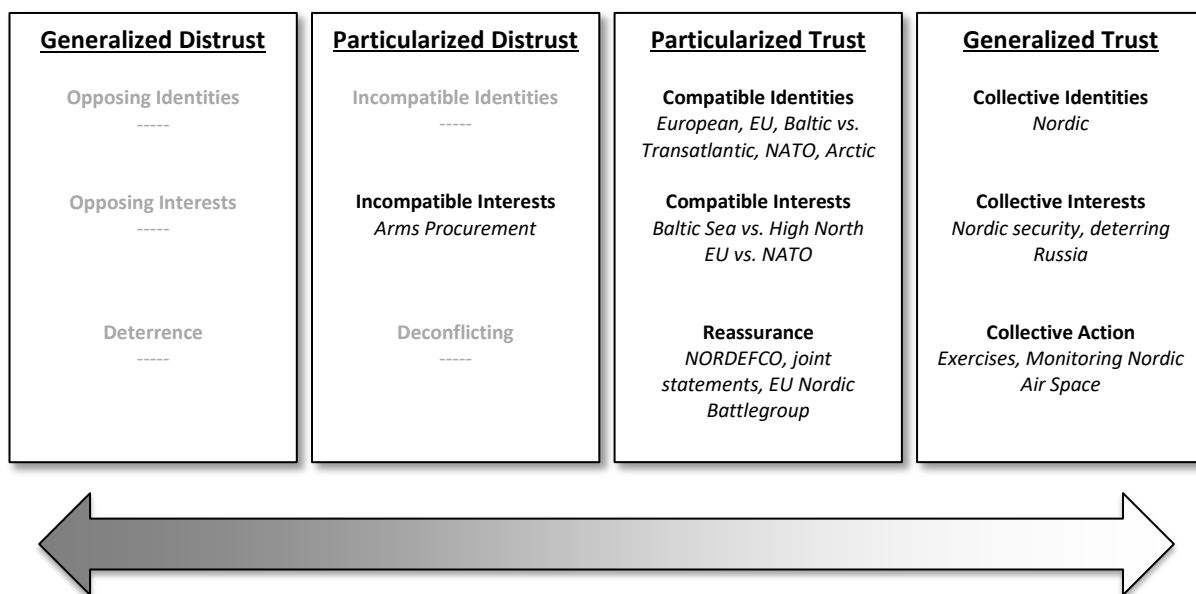 Generalized Distrust
Opposing Identities
-----
Opposing Interests
-----
Deterrence
-----
Particularized Distrust
Incompatible Identities
-----
Incompatible Interests
Arms Procurement
Deconflicting
-----
Particularized Trust
Compatible Identities
European, EU, Baltic vs.
Transatlantic, NATO, Arctic
Compatible Interests
Baltic Sea vs. High North
EU vs. NATO
Reassurance
NORDEFCO, joint
statements, EU Nordic
Battlegroup
Generalized Trust
Collective Identities
Nordic
Collective Interests
Nordic security, deterring
Russia
Collective Action
Exercises, Monitoring Nordic
Air Space